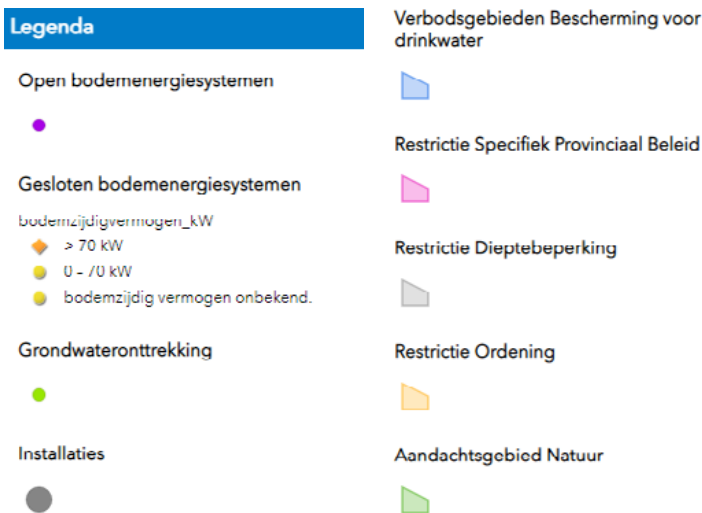 Legenda
Open bodemenergiesystemen
Gesloten bodemenergiesystemen
bodemzijdigvermogen_kW
> 70 kW
0 - 70 kW
bodemzijdig vermogen onbekend.
Grondwateronttrekking
Installaties
Verbodsgebieden Bescherming voor
drinkwater
Restrictie Specifiek Provinciaal Beleid
Restrictie Dieptebeperking
Restrictie Ordening
Aandachtsgebied Natuur